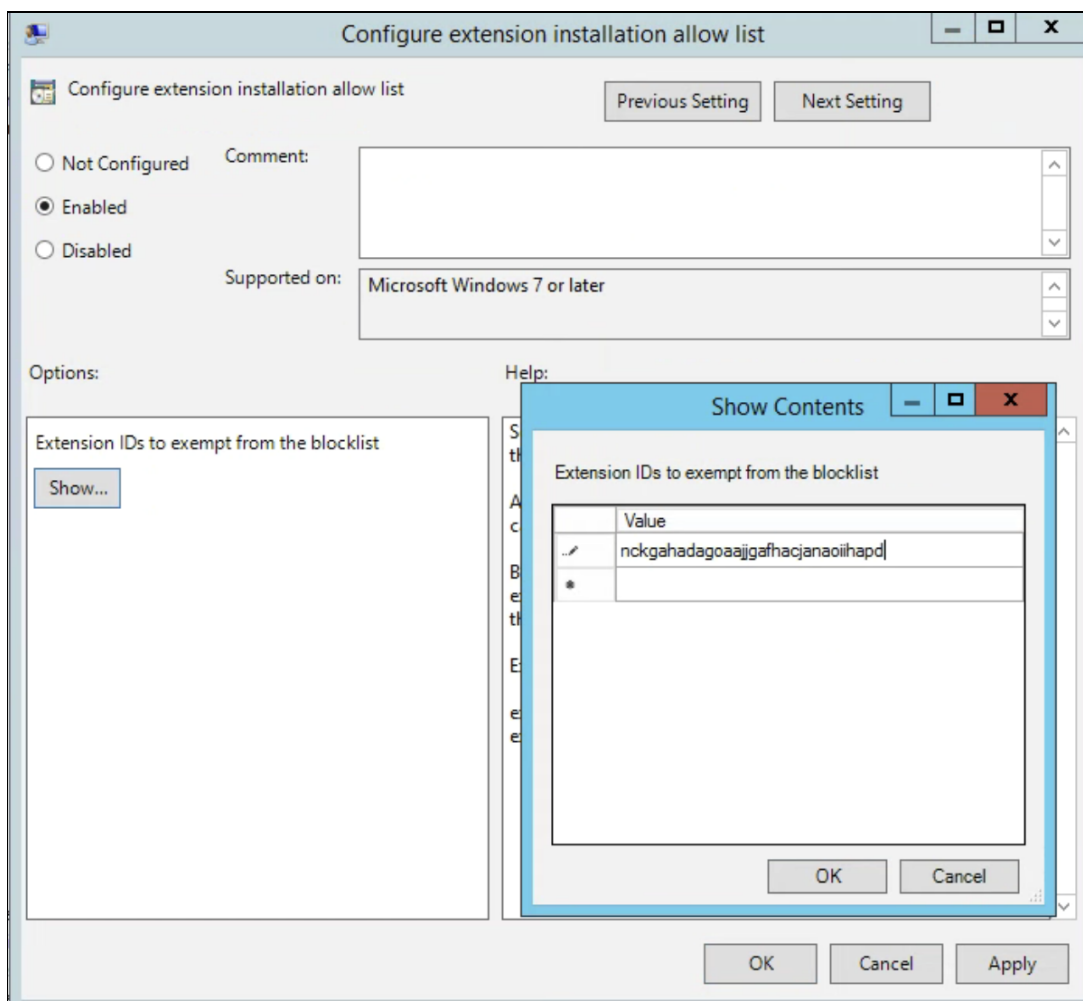 Configure extension installation allow list
Configure extension installation allow list
Previous Setting
Next Setting
Not Configured
Comment:
Enabled
Disabled
Supported on:
Microsoft Windows 7 or later
Options:
Help:
Extension IDs to exempt from the blocklist
Show...
Show Contents
Extension IDs to exempt from the blocklist
Value
nckgahadagoaajjgafhacjanaoiihapd
OK
Cancel
OK
Cancel
Apply